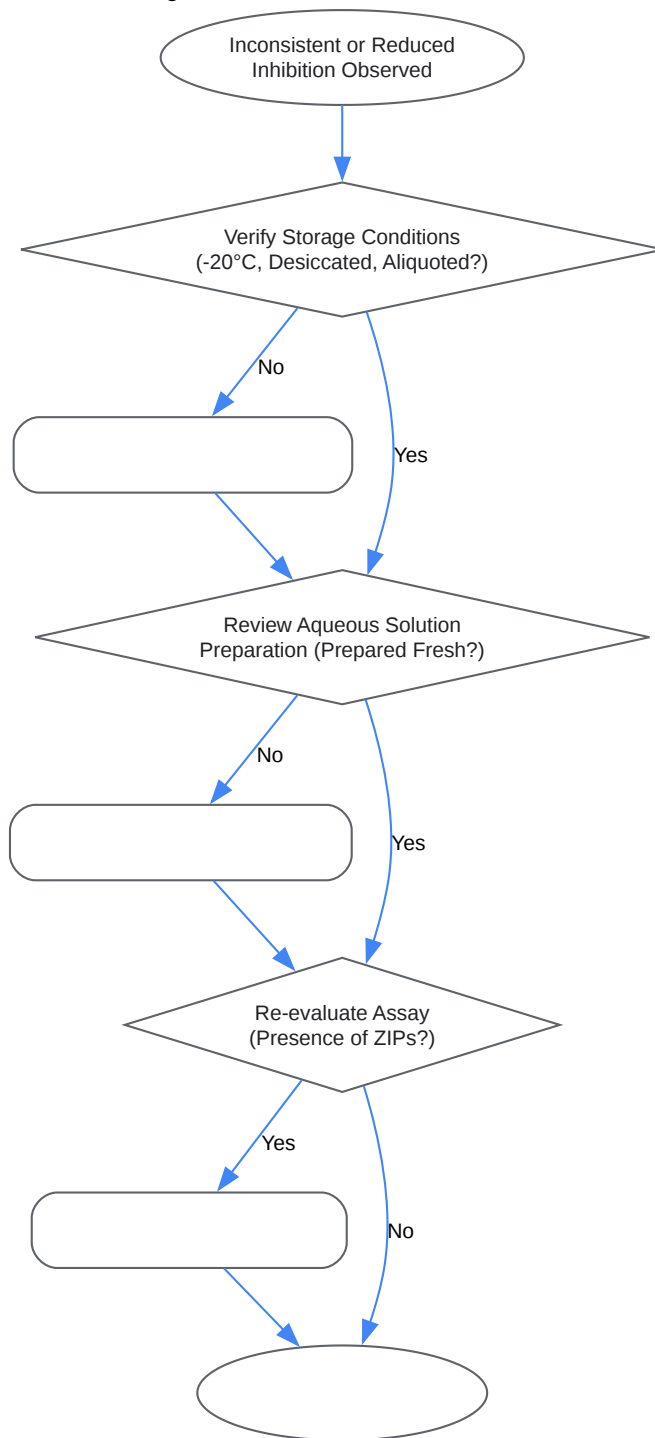 Inconsistent or Reduced
Inhibition Observed
Verify Storage Conditions
(-20°C, Desiccated, Aliquoted?)
No
Yes
Review Aqueous Solution
Preparation (Prepared Fresh?)
No
Yes
Re-evaluate Assay
(Presence of ZIPs?)
Yes
No